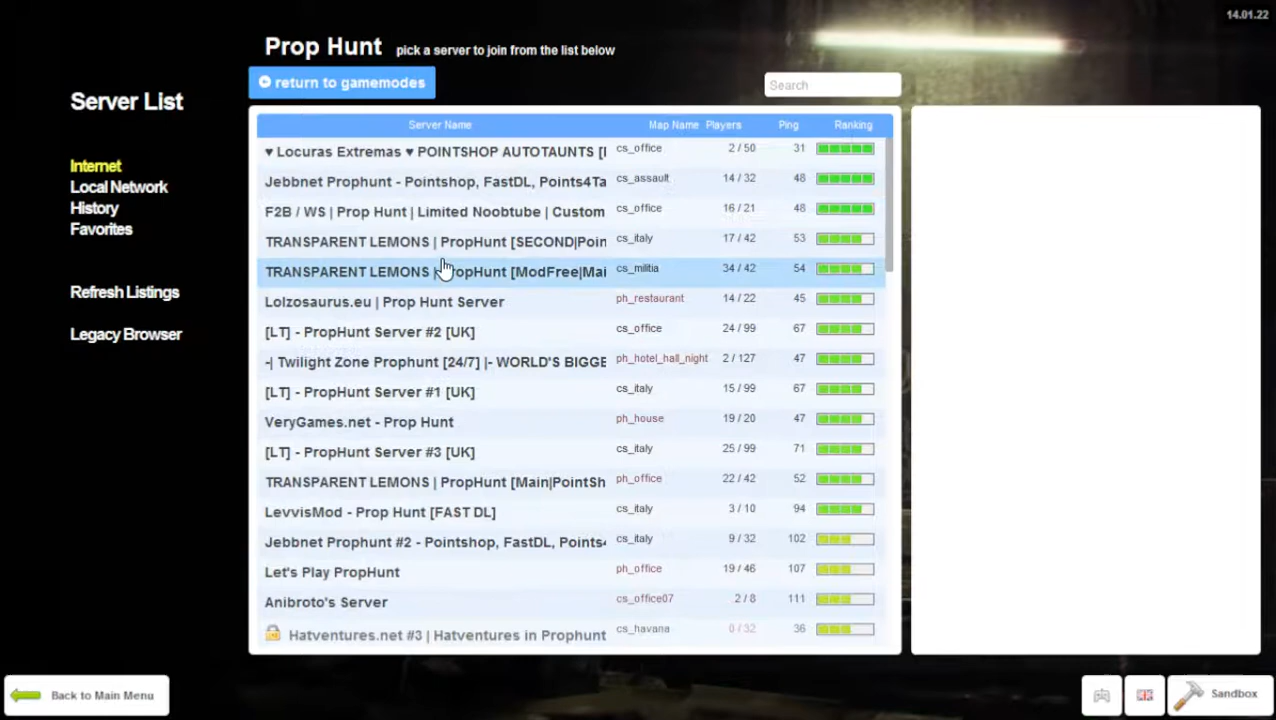 14.01.22
Prop Hunt pick a server to join from the list below
return to gamemodes
Search
Server List
Internet
Local Network
History
Favorites
Refresh Listings
Legacy Browser
Server Name Map Name Players Ping Ranking
♥ Locuras Extremas ♥ POINTSHOP AUTOTAUNTS [ cs_office 2 / 50 31
Jebbnet Prophunt - Pointshop, FastDL, Points4Ta cs_assault 14 / 32 48
F2B / WS | Prop Hunt | Limited Noobtube | Custom cs_office 16 / 21 48
TRANSPARENT LEMONS | PropHunt [SECOND|Poin cs_italy 17 / 42 53
TRANSPARENT LEMONS | PropHunt [ModFree|Mai cs_militia 34 / 42 54
Lolzosaurus.eu | Prop Hunt Server ph_restaurant 14 / 22 45
[LT] - PropHunt Server #2 [UK] cs_office 24 / 99 67
-| Twilight Zone Prophunt [24/7] |- WORLD'S BIGGE ph_hotel_hall_night 2 / 127 47
[LT] - PropHunt Server #1 [UK] cs_italy 15 / 99 67
VeryGames.net - Prop Hunt ph_house 19 / 20 47
[LT] - PropHunt Server #3 [UK] cs_italy 25 / 99 71
TRANSPARENT LEMONS | PropHunt [Main|PointSh ph_office 22 / 42 52
LevvisMod - Prop Hunt [FAST DL] cs_italy 3 / 10 94
Jebbnet Prophunt #2 - Pointshop, FastDL, Points4 cs_italy 9 / 32 102
Let's Play PropHunt ph_office 19 / 46 107
Anibroto's Server cs_office07 2 / 8 111
Hatventures.net #3 | Hatventures in Prophunt cs_havana 0 / 32 36
Back to Main Menu
Sandbox